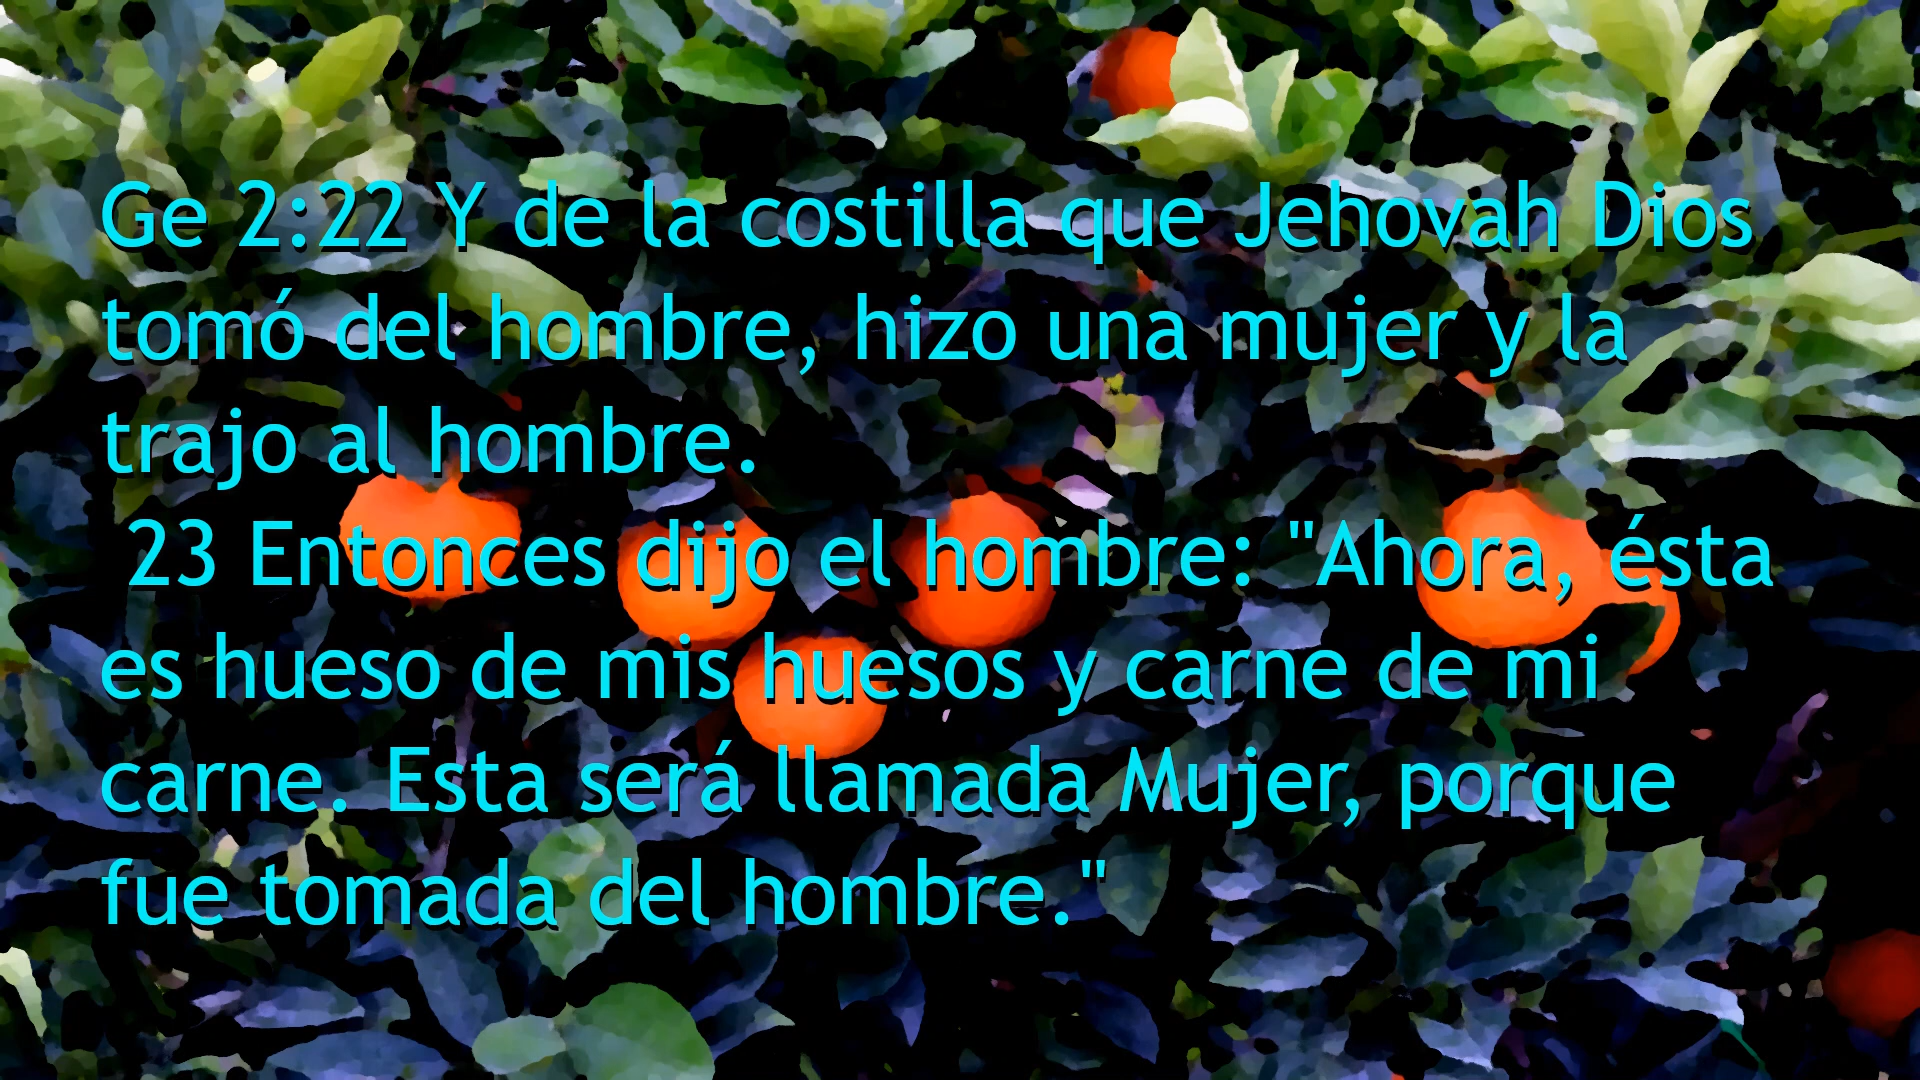 Ge 2:22 Y de la costilla que Jehovah Dios
tomó del hombre, hizo una mujer y la
trajo al hombre.
23 Entonces dijo el hombre: "Ahora, ésta
es hueso de mis huesos y carne de mi
carne. Esta será llamada Mujer, porque
fue tomada del hombre."